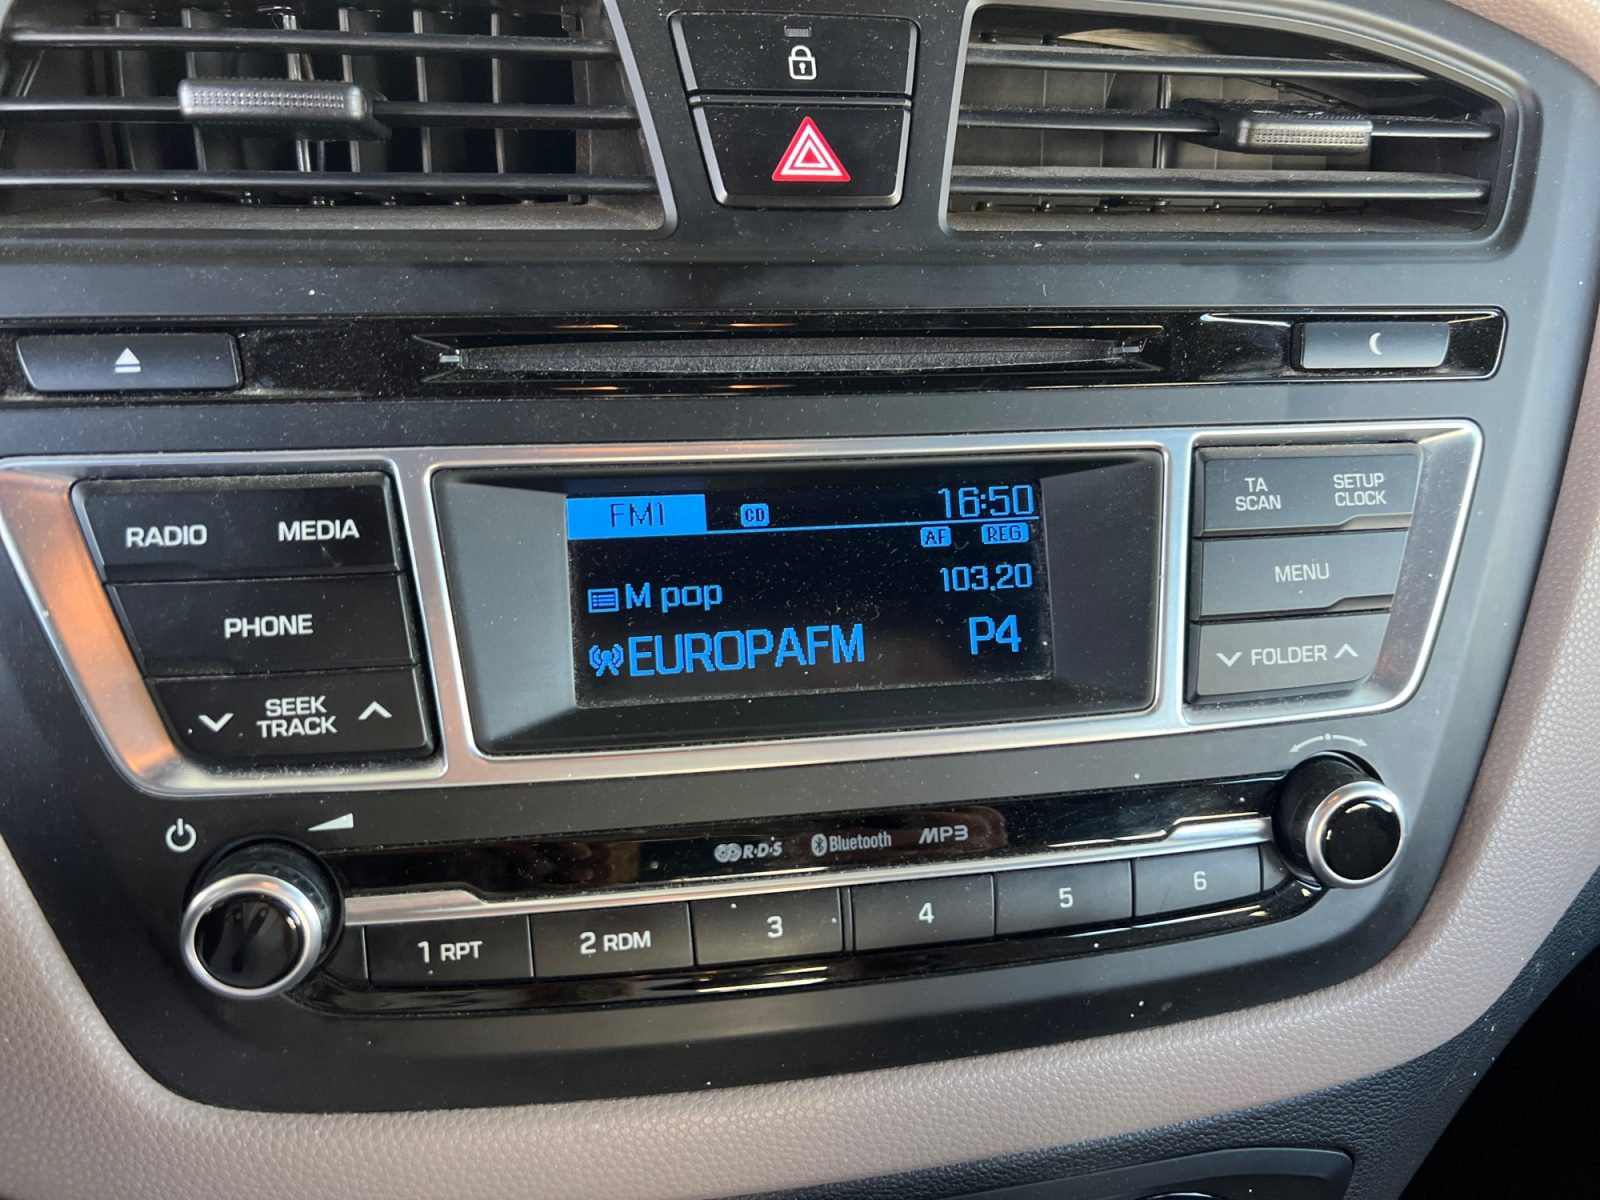 RADIO MEDIA
PHONE
SEEK
TRACK
FM1 CD 16:50
AF REG
M pop 103.20
EUROPAFM P4
TA
SCAN
SETUP
CLOCK
MENU
FOLDER
R·D·S Bluetooth MP3
1 RPT 2 RDM 3 4 5 6